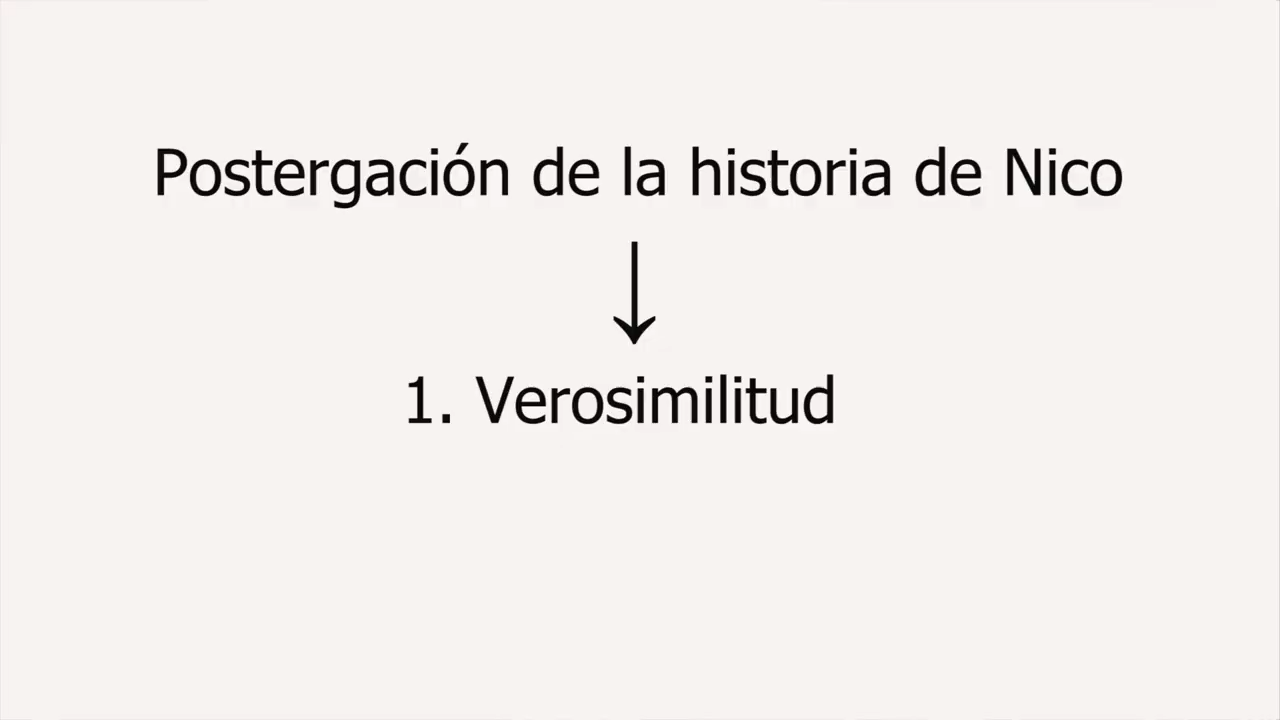 Postergación de la historia de Nico
↓
1. Verosimilitud